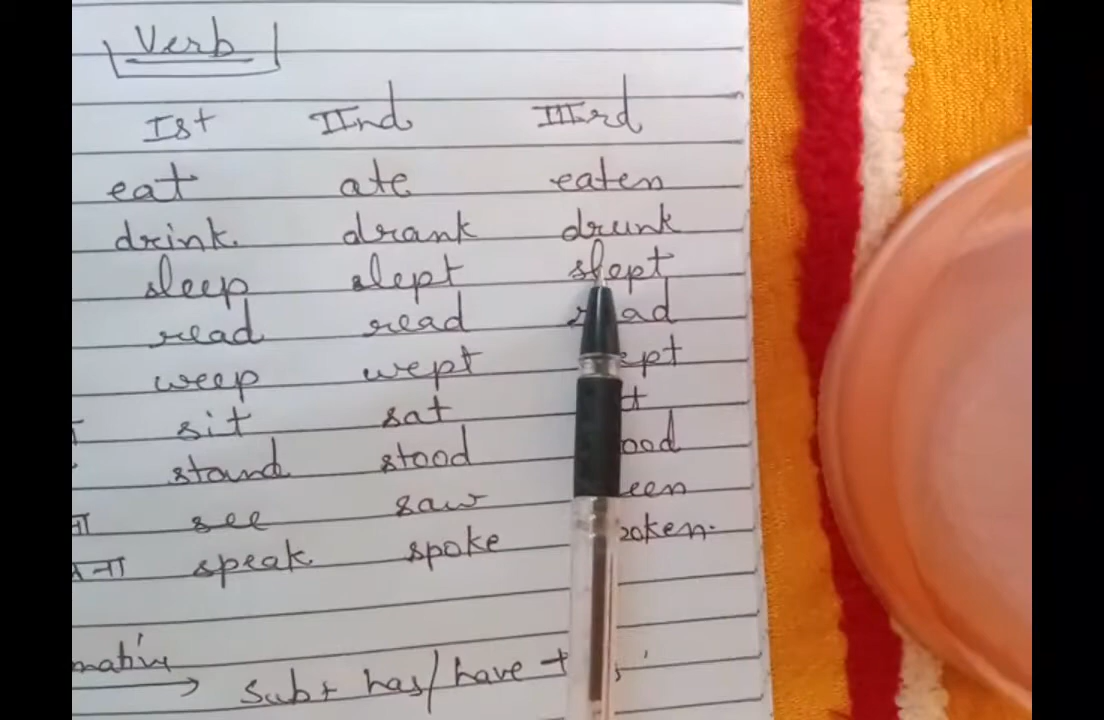 Verb
Ist IInd IIIrd
eat ate eaten
drink. drank drunk
sleep slept slept
read read
weep wept
sit sat
stand stood
see saw
speak spoke
Sub+ has/have +